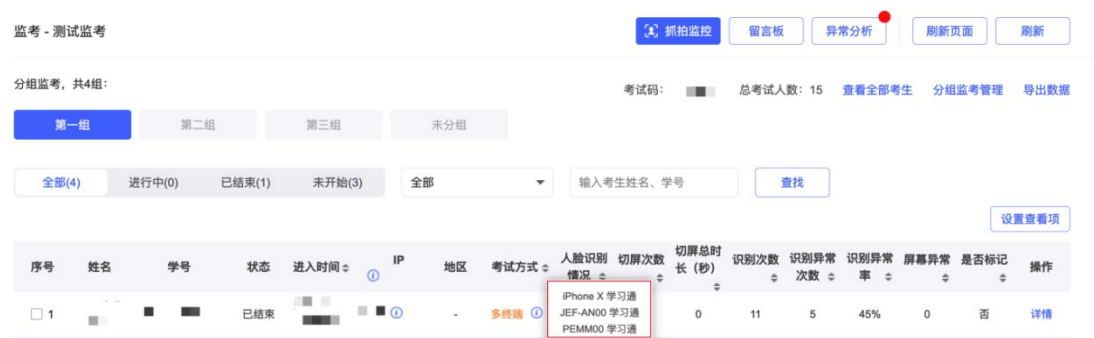 监考 - 测试监考
抓拍监控 留言板 异常分析 刷新页面 刷新
分组监考，共4组：
考试码： 总考试人数：15 查看全部考生 分组监考管理 导出数据
第一组 第二组 第三组 未分组
全部(4) 进行中(0) 已结束(1) 未开始(3) 全部 输入考生姓名、学号 查找
设置查看项
序号 姓名 学号 状态 进入时间 IP 地区 考试方式 人脸识别情况 切屏次数 切屏总时长（秒） 识别次数 识别异常次数 识别异常率 屏幕异常 是否标记 操作
1 已结束 - 多终端 0 11 5 45% 0 否 详情
iPhone X 学习通
JEF-AN00 学习通
PEMM00 学习通